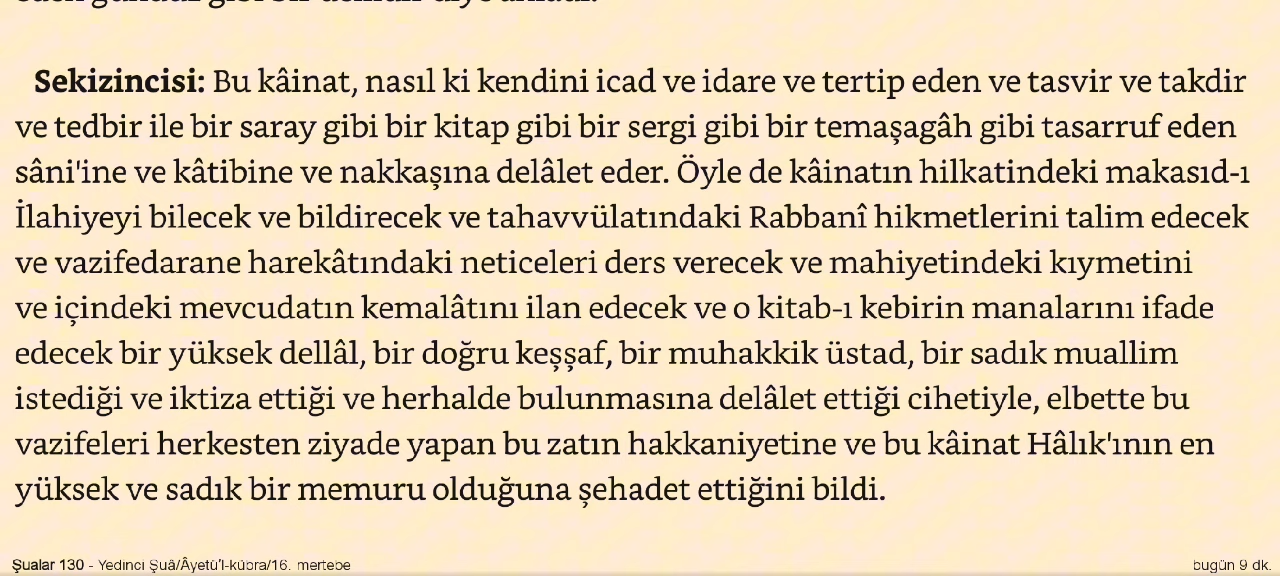 Sekizincisi: Bu kâinat, nasıl ki kendini icad ve idare ve tertip eden ve tasvir ve takdir
ve tedbir ile bir saray gibi bir kitap gibi bir sergi gibi bir temaşagâh gibi tasarruf eden
sâni'ine ve kâtibine ve nakkaşına delâlet eder. Öyle de kâinatın hilkatindeki makasıd-ı
İlahiyeyi bilecek ve bildirecek ve tahavvülatındaki Rabbanî hikmetlerini talim edecek
ve vazifedarane harekâtındaki neticeleri ders verecek ve mahiyetindeki kıymetini
ve içindeki mevcudatın kemalâtını ilan edecek ve o kitab-ı kebirin manalarını ifade
edecek bir yüksek dellâl, bir doğru keşşaf, bir muhakkik üstad, bir sadık muallim
istediği ve iktiza ettiği ve herhalde bulunmasına delâlet ettiği cihetiyle, elbette bu
vazifeleri herkesten ziyade yapan bu zatın hakkaniyetine ve bu kâinat Hâlık'ının en
yüksek ve sadık bir memuru olduğuna şehadet ettiğini bildi.
Şualar 130 - Yedinci Şuâ/Âyetü'l-kübra/16. mertebe
bugün 9 dk.